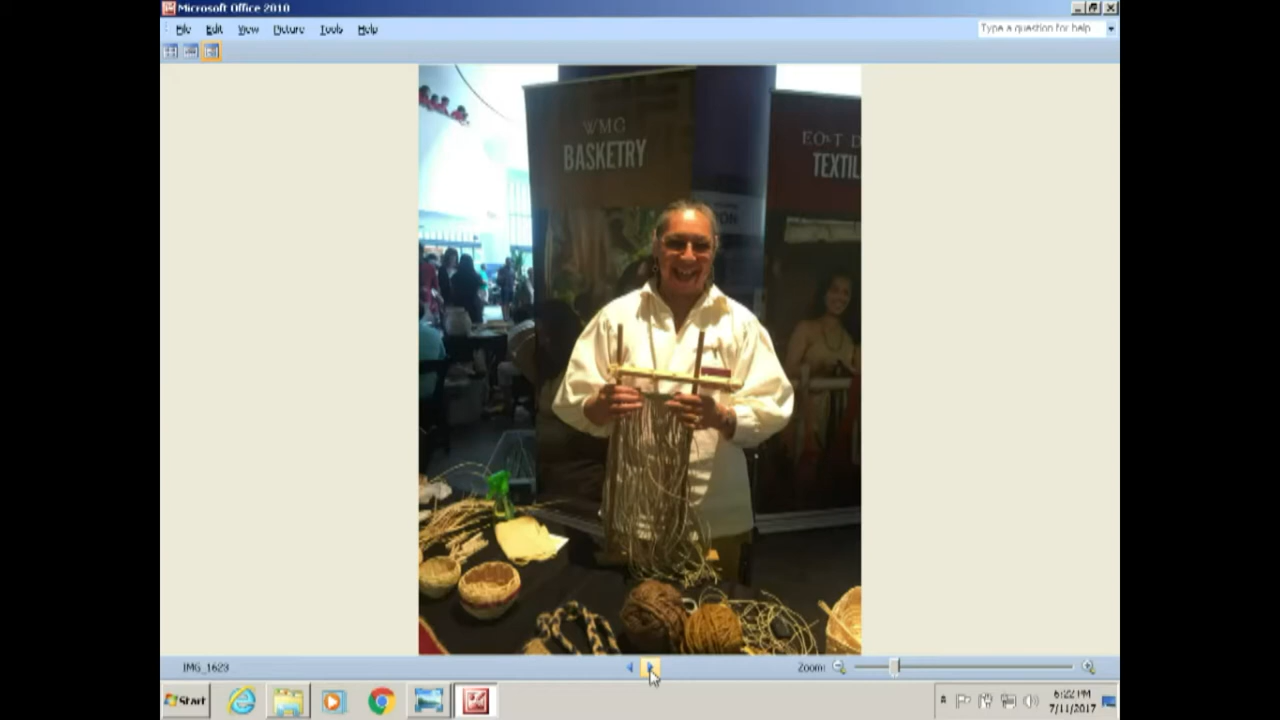 Microsoft Office 2010
File Edit View Picture Tools Help
Type a question for help
WMC
BASKETRY
TEXTIL
IMG_1623
Zoom:
Start
6:22 PM
7/11/2017